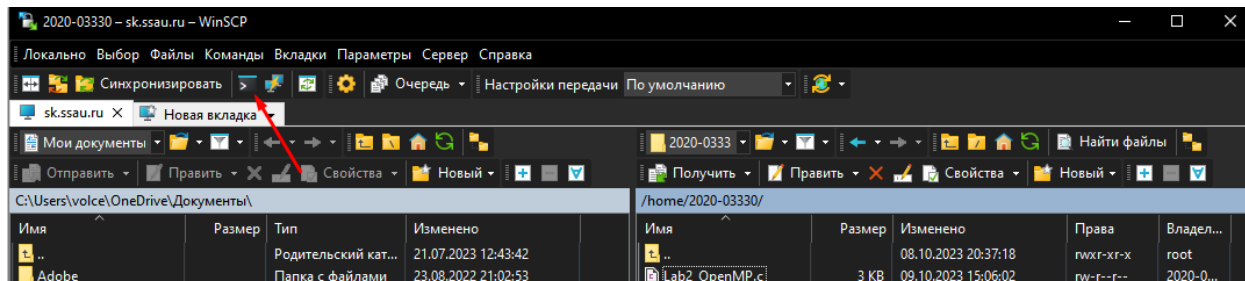 2020-03330 – sk.ssau.ru – WinSCP
Локально Выбор Файлы Команды Вкладки Параметры Сервер Справка
Синхронизировать Очередь Настройки передачи По умолчанию
sk.ssau.ru X Новая вкладка
Мои документы 2020-0333 Найти файлы
Отправить Править Свойства Новый Получить Править Свойства Новый
C:\Users\volce\OneDrive\Документы\ /home/2020-03330/
Имя Размер Тип Изменено Имя Размер Изменено Права Владел...
.. Родительский кат... 21.07.2023 12:43:42 .. 08.10.2023 20:37:18 rwxr-xr-x root
Adobe Папка с файлами 23.08.2022 21:02:53 Lab2_OpenMP.c 3 KB 09.10.2023 15:06:02 rw-r--r-- 2020-0...